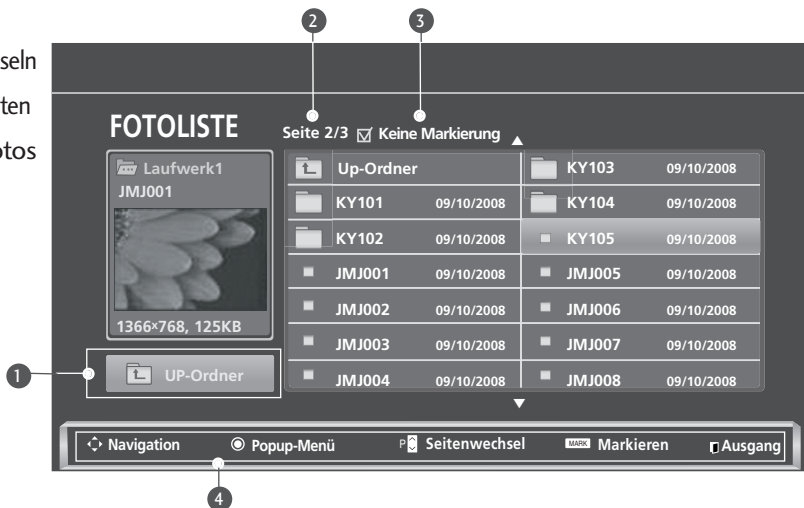 2 3
seln
ten
otos
FOTOLISTE
Seite 2/3 Keine Markierung
Laufwerk1
JMJ001
1366×768, 125KB
UP-Ordner
1
Up-Ordner
KY101 09/10/2008
KY102 09/10/2008
JMJ001 09/10/2008
JMJ002 09/10/2008
JMJ003 09/10/2008
JMJ004 09/10/2008
KY103 09/10/2008
KY104 09/10/2008
KY105 09/10/2008
JMJ005 09/10/2008
JMJ006 09/10/2008
JMJ007 09/10/2008
JMJ008 09/10/2008
Navigation Popup-Menü P Seitenwechsel MARK Markieren Ausgang
4